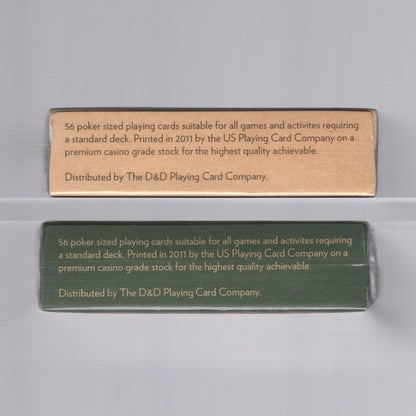 56 poker sized playing cards suitable for all games and activites requiring
a standard deck. Printed in 2011 by the US Playing Card Company on a
premium casino grade stock for the highest quality achievable.
Distributed by The D&D Playing Card Company.
56 poker sized playing cards suitable for all games and activites requiring
a standard deck. Printed in 2011 by the US Playing Card Company on a
premium casino grade stock for the highest quality achievable.
Distributed by The D&D Playing Card Company.